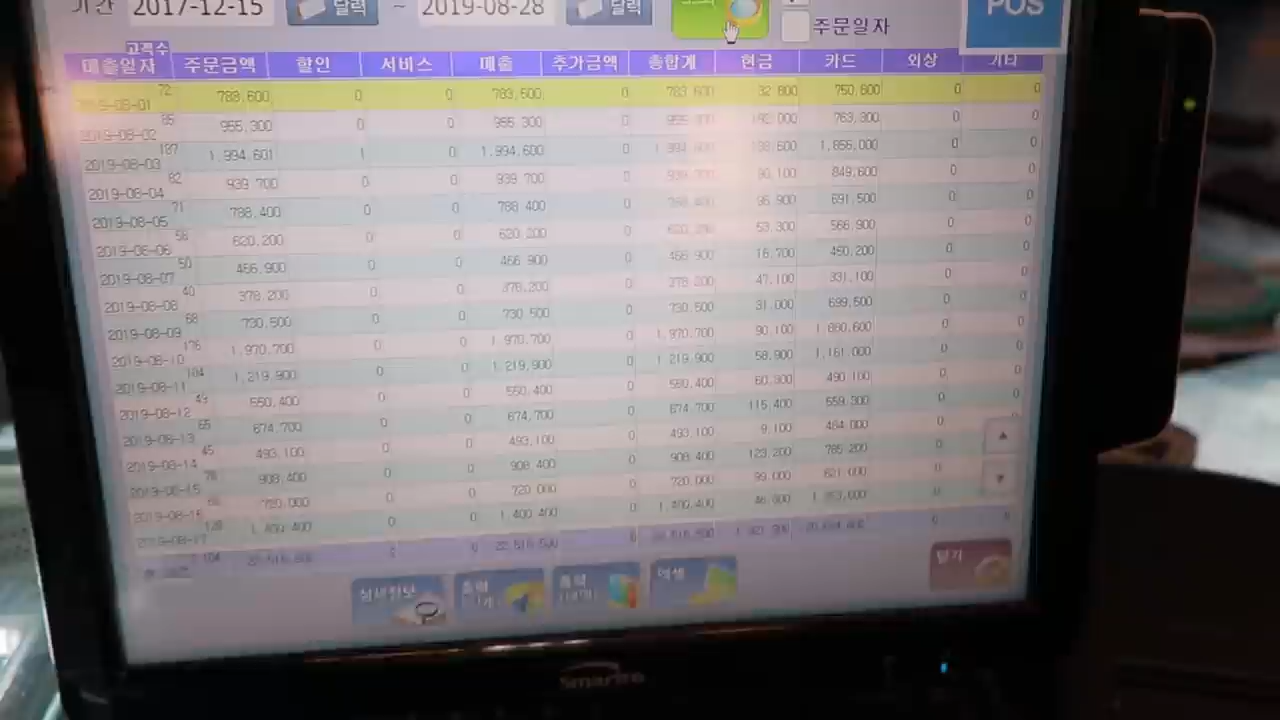 기간 2017-12-15 달력 ~ 2019-08-28 달력 주문일자 POS
매출일자 고객수 주문금액 할인 서비스 매출 추가금액 총합계 현금 카드 외상 기타
2019-08-01 72 783,600 0 0 783,600 0 783,600 32,800 750,800 0 0
2019-08-02 955,300 0 0 955,300 0 763,300 0 0
2019-08-03 187 1,994,601 1 0 1,994,600 0 0 0
2019-08-04 82 939,700 0 0 939,700 0 90,100 849,600 0 0
2019-08-05 71 788,400 0 0 788,400 0 96,900 691,500 0 0
2019-08-06 58 620,200 0 0 620,200 0 53,300 566,900 0 0
2019-08-07 50 466,900 0 0 466,900 0 466,900 16,700 450,200 0 0
2019-08-08 40 378,200 0 0 378,200 0 378,200 47,100 331,100 0 0
2019-08-09 68 730,500 0 0 730,500 0 730,500 31,000 699,500 0 0
2019-08-10 176 1,970,700 0 0 1,970,700 0 1,970,700 90,100 1,880,600 0 0
2019-08-11 104 1,219,900 0 0 1,219,900 0 1,219,900 58,900 1,161,000 0 0
2019-08-12 49 550,400 0 0 550,400 0 550,400 490,100 0 0
2019-08-13 674,700 0 0 674,700 0 674,700 115,400 559,300 0 0
2019-08-14 45 493,100 0 0 493,100 0 493,100 9,100 484,000 0 0
2019-08-15 908,400 0 0 908,400 0 908,400 123,200 785,200 0
2019-08-16 720,000 0 0 720,000 0 720,000 99,000 621,000 0
2019-08-17 1,400,400 0 0 1,400,400 0 1,400,400 0
상세정보 출력 출력 엑셀 닫기
Smartro